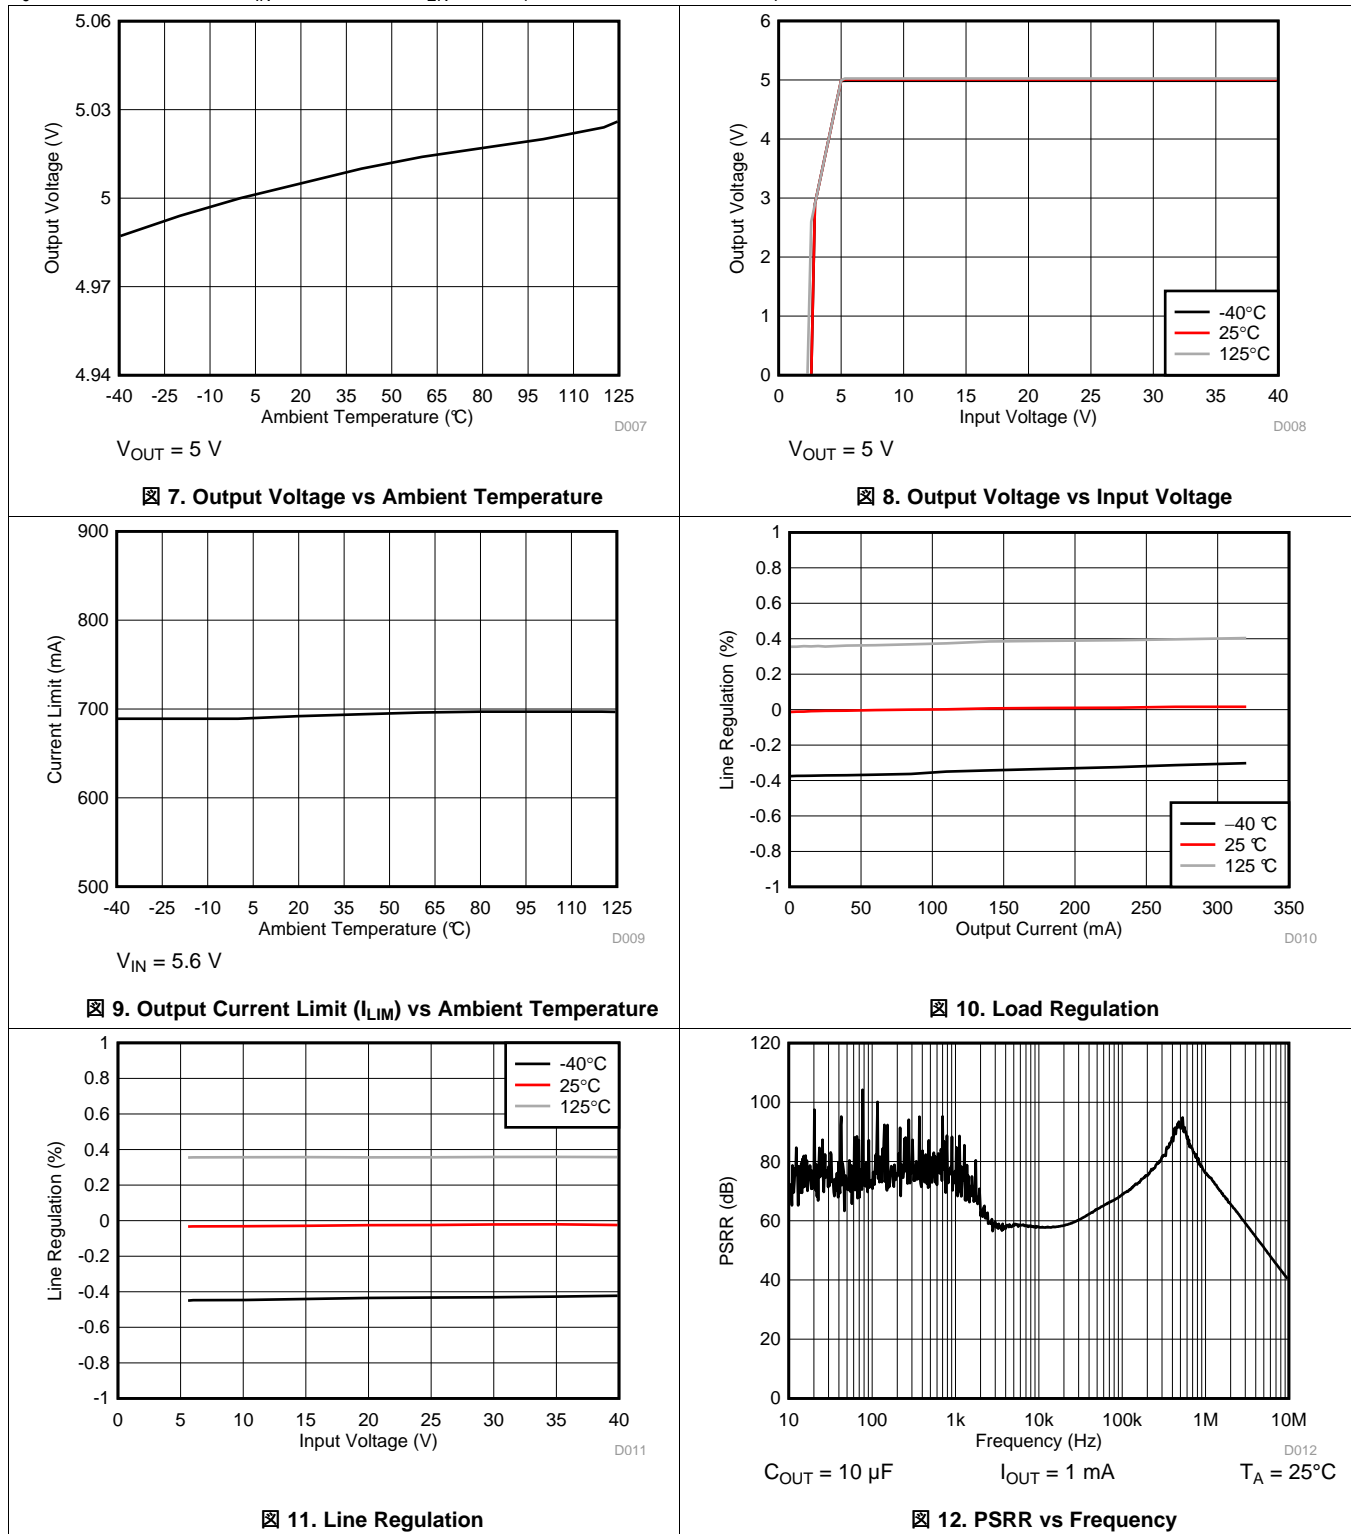 5.06
5.03
5
4.97
4.94
Output Voltage (V)
-40 -25 -10 5 20 35 50 65 80 95 110 125
Ambient Temperature (°C)
D007
VOUT = 5 V
図 7. Output Voltage vs Ambient Temperature
6
5
4
3
2
1
0
Output Voltage (V)
-40°C
25°C
125°C
0 5 10 15 20 25 30 35 40
Input Voltage (V)
D008
VOUT = 5 V
図 8. Output Voltage vs Input Voltage
900
800
700
600
500
Current Limit (mA)
-40 -25 -10 5 20 35 50 65 80 95 110 125
Ambient Temperature (°C)
D009
VIN = 5.6 V
図 9. Output Current Limit (ILIM) vs Ambient Temperature
1
0.8
0.6
0.4
0.2
0
-0.2
-0.4
-0.6
-0.8
-1
Line Regulation (%)
–40 °C
25 °C
125 °C
0 50 100 150 200 250 300 350
Output Current (mA)
D010
図 10. Load Regulation
1
0.8
0.6
0.4
0.2
0
-0.2
-0.4
-0.6
-0.8
-1
Line Regulation (%)
-40°C
25°C
125°C
0 5 10 15 20 25 30 35 40
Input Voltage (V)
D011
図 11. Line Regulation
120
100
80
60
40
20
0
PSRR (dB)
10 100 1k 10k 100k 1M 10M
Frequency (Hz)
D012
COUT = 10 µF IOUT = 1 mA TA = 25°C
図 12. PSRR vs Frequency